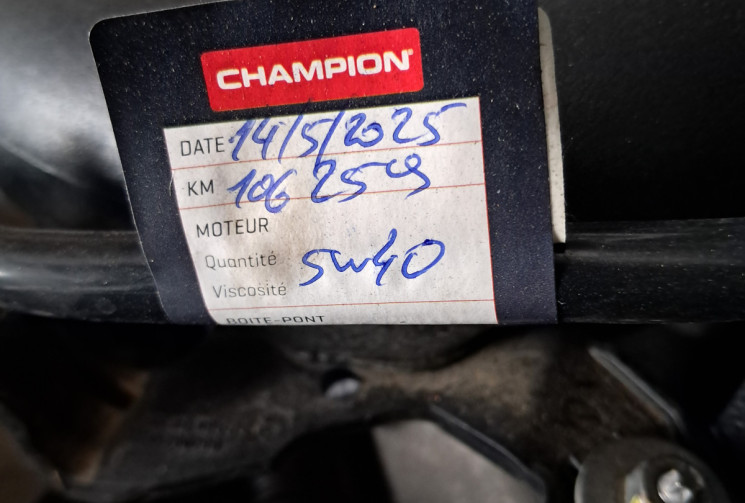 CHAMPION
DATE 14/5/2025
KM 106 259
MOTEUR
Quantité
5w40
Viscosité
BOITE-PONT